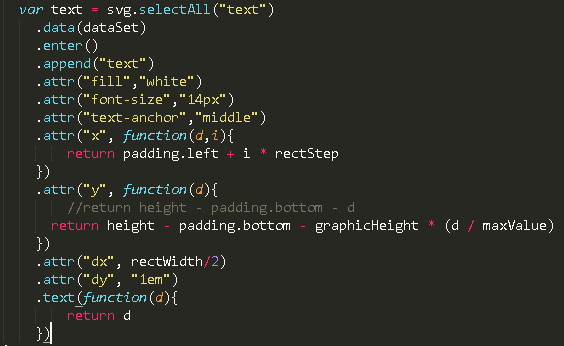 var text = svg.selectAll("text")
.data(dataSet)
.enter()
.append("text")
.attr("fill","white")
.attr("font-size","14px")
.attr("text-anchor","middle")
.attr("x", function(d,i){
return padding.left + i * rectStep
})
.attr("y", function(d){
//return height - padding.bottom - d
return height - padding.bottom - graphicHeight * (d / maxValue)
})
.attr("dx", rectWidth/2)
.attr("dy", "1em")
.text(function(d){
return d
})